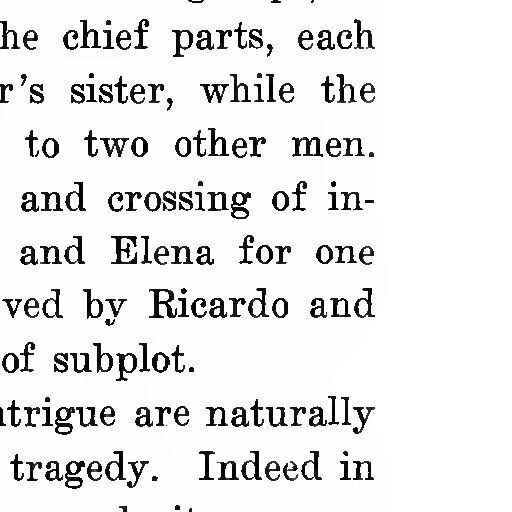 he chief parts, each
r's sister, while the
to two other men.
and crossing of in-
and Elena for one
ved by Ricardo and
of subplot.
ntrigue are naturally
tragedy. Indeed in